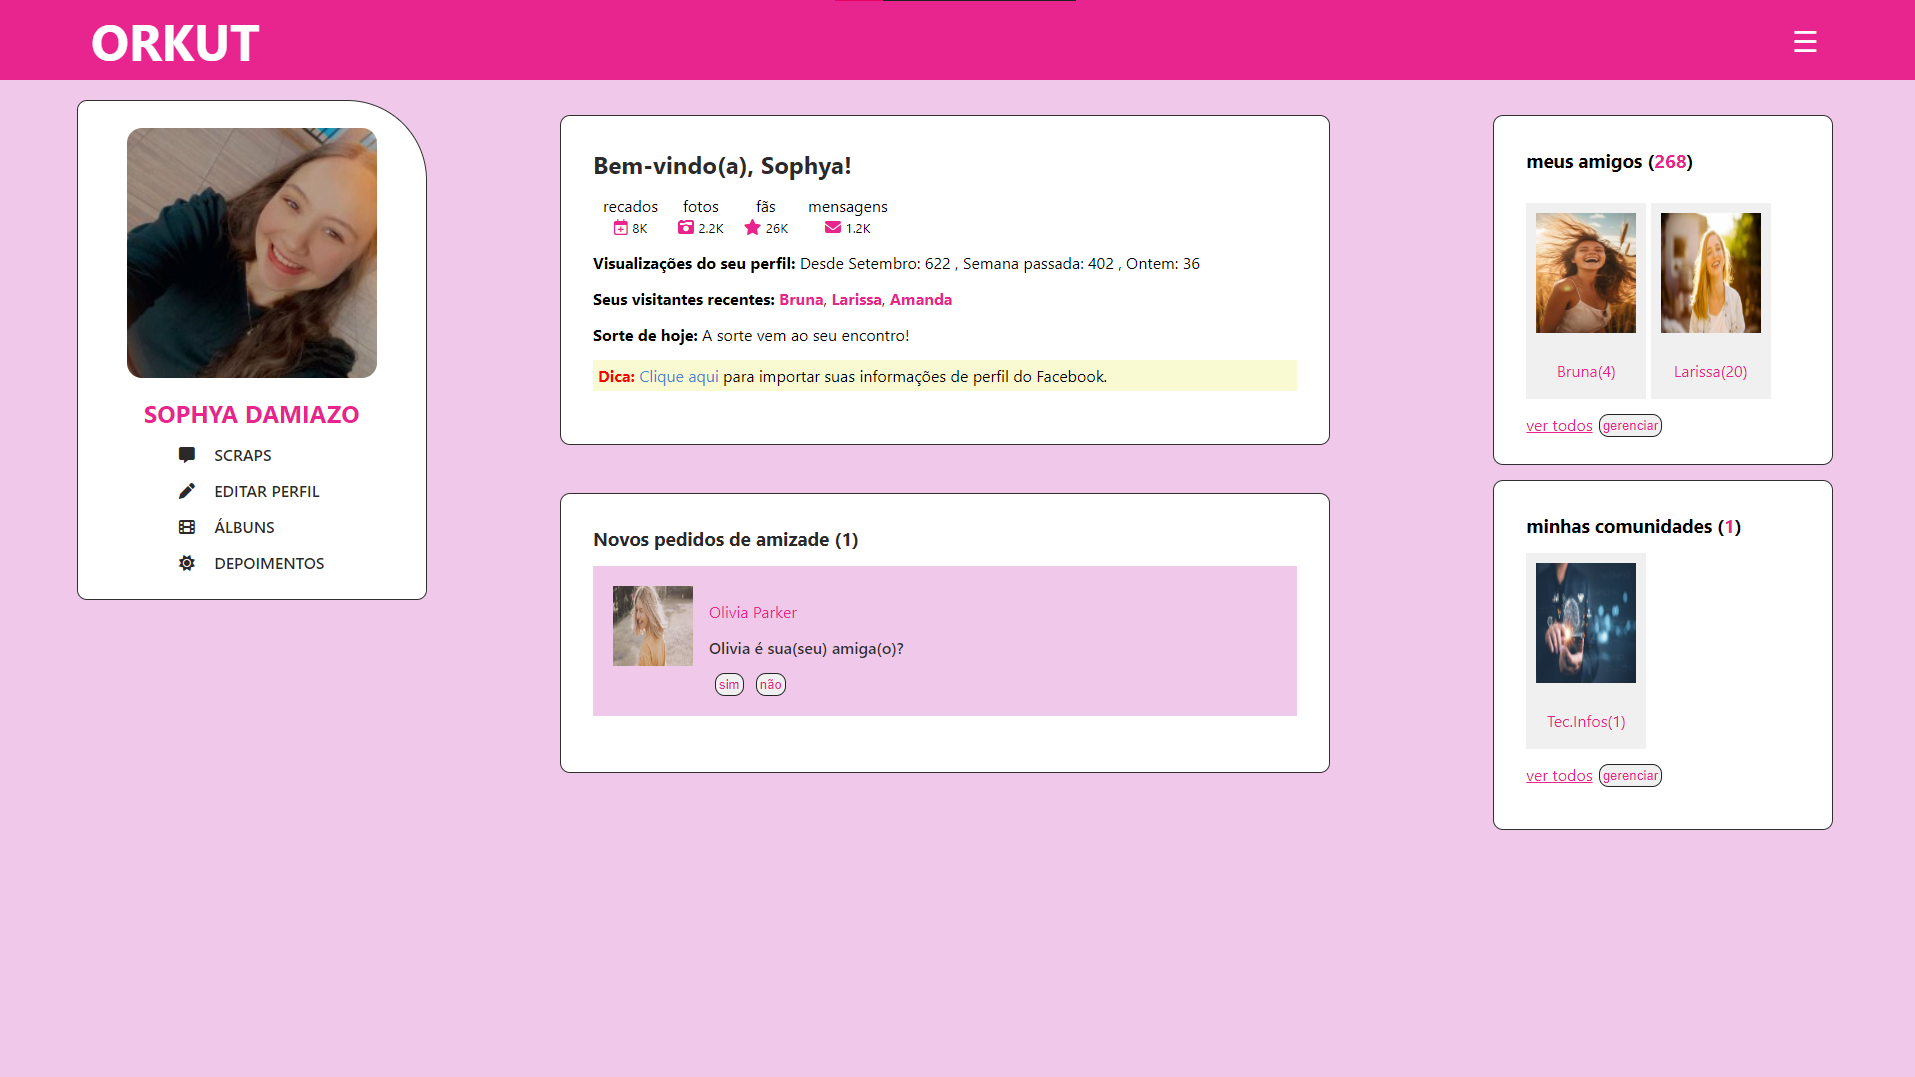 ORKUT
☰
SOPHYA DAMIAZO
SCRAPS
EDITAR PERFIL
ÁLBUNS
DEPOIMENTOS
Bem-vindo(a), Sophya!
recados fotos fãs mensagens
8K 2.2K 26K 1.2K
Visualizações do seu perfil: Desde Setembro: 622 , Semana passada: 402 , Ontem: 36
Seus visitantes recentes: Bruna, Larissa, Amanda
Sorte de hoje: A sorte vem ao seu encontro!
Dica: Clique aqui para importar suas informações de perfil do Facebook.
Novos pedidos de amizade (1)
Olivia Parker
Olivia é sua(seu) amiga(o)?
sim não
meus amigos (268)
Bruna(4) Larissa(20)
ver todos gerenciar
minhas comunidades (1)
Tec.Infos(1)
ver todos gerenciar